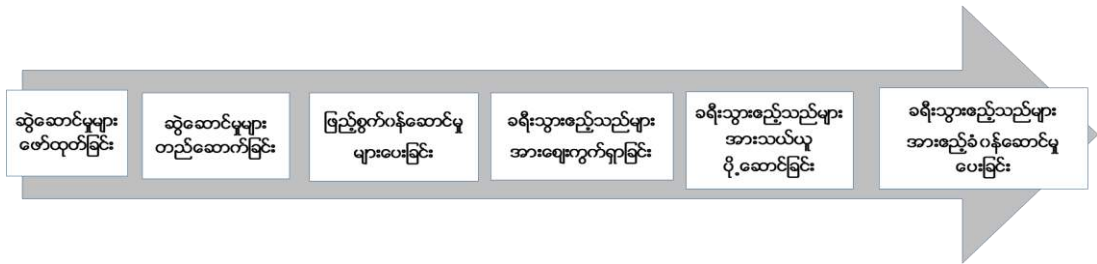 ဆွဲဆောင်မှုများ
ဖော်ထုတ်ခြင်း
ဆွဲဆောင်မှုများ
တည်ဆောက်ခြင်း
ဖြည့်စွက်ဝန်ဆောင်မှု
များပေးခြင်း
ခရီးသွားဧည့်သည်များ
အားဈေးကွက်ရှာခြင်း
ခရီးသွားဧည့်သည်များ
အားသယ်ယူ
ပို့ဆောင်ခြင်း
ခရီးသွားဧည့်သည်များ
အားဧည့်ခံဝန်ဆောင်မှု
ပေးခြင်း